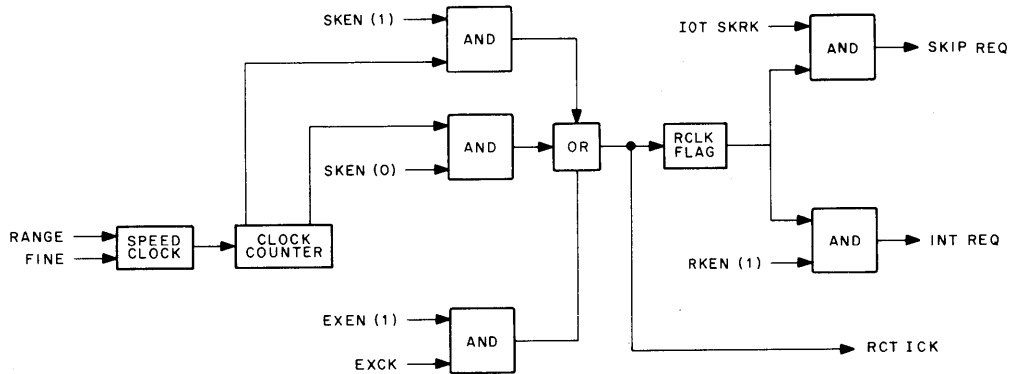 SKEN (1)
AND
IOT SKRK
AND
SKIP REQ
SKEN (0)
AND
OR
RCLK
FLAG
RANGE
FINE
SPEED
CLOCK
CLOCK
COUNTER
RKEN (1)
AND
INT REQ
EXEN (1)
EXCK
AND
RCT ICK